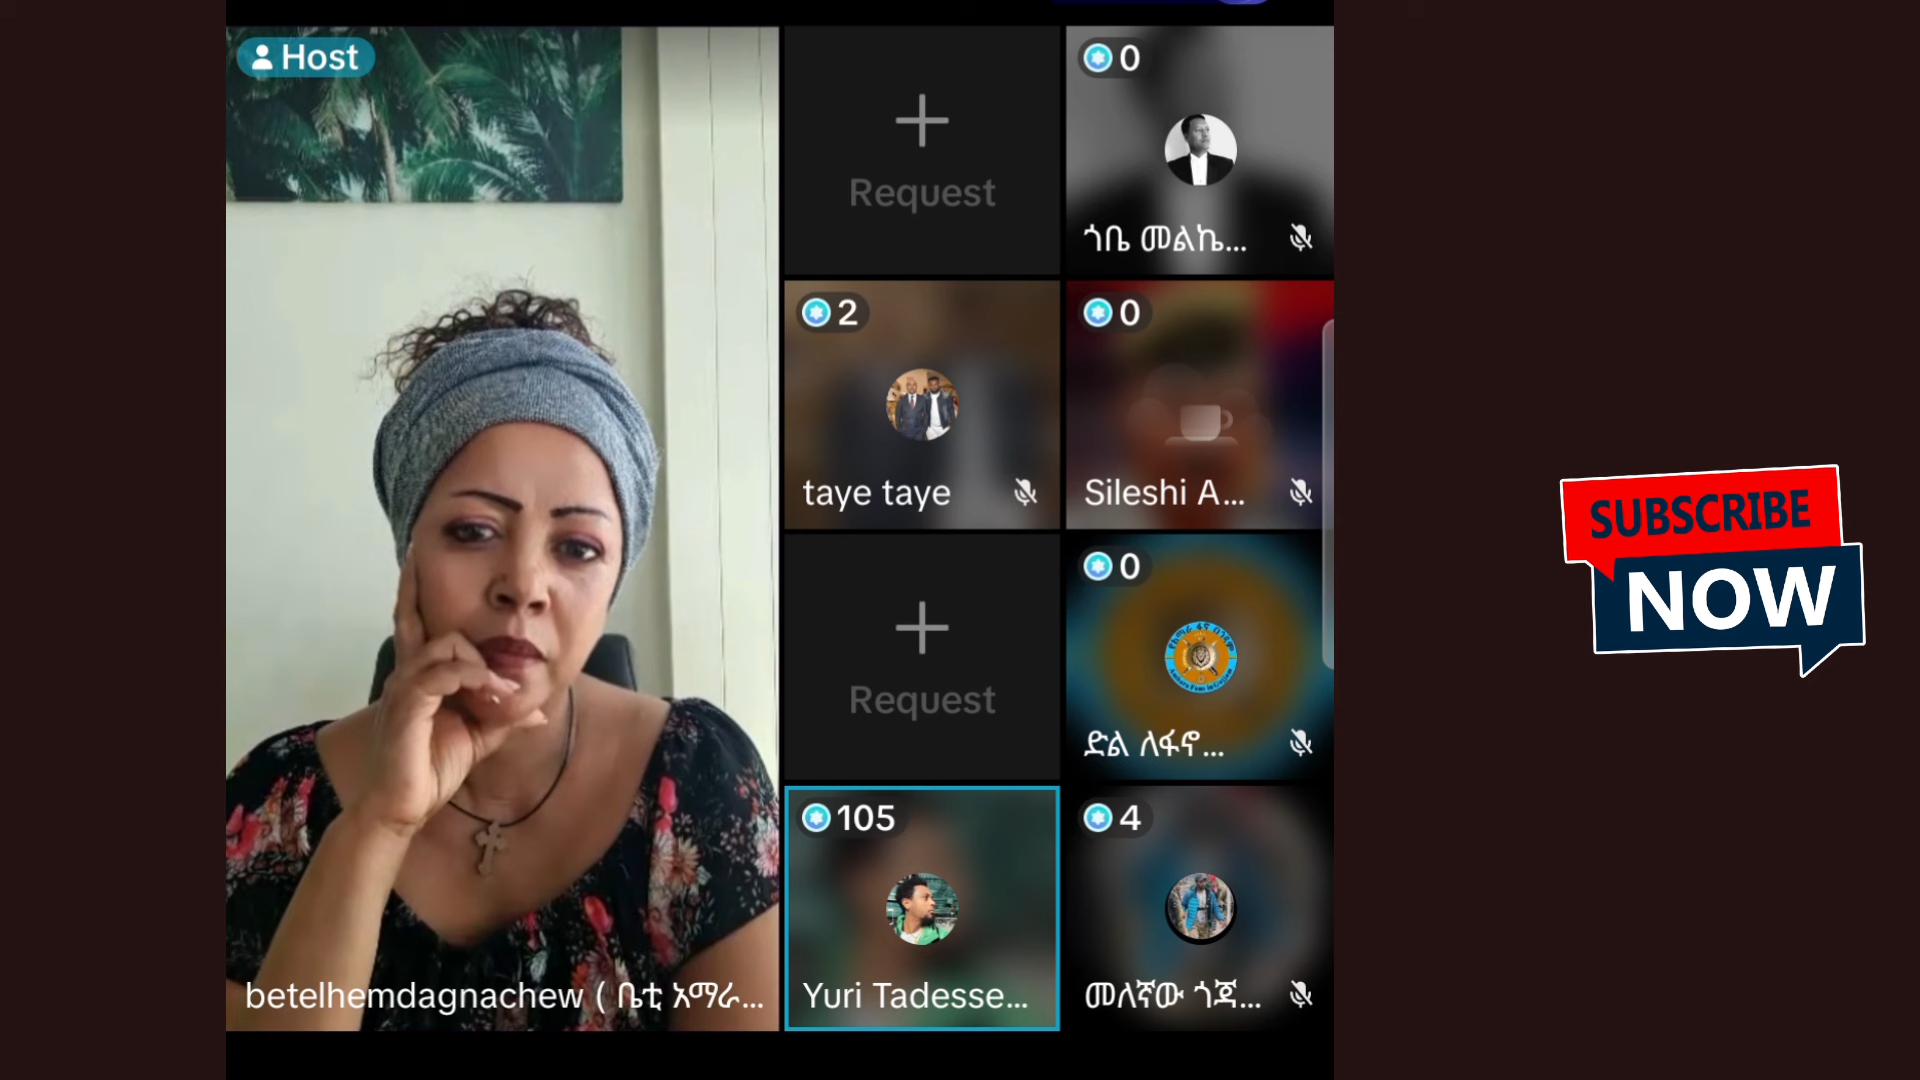 Host
betelhemdagnachew ( ቤቲ አማራ...
Request
0
ጎቤ መልኬ...
2
taye taye
0
Sileshi A...
Request
0
ድል ለፋኖ...
105
Yuri Tadesse...
4
መለኛው ጎጃ...
SUBSCRIBE
NOW